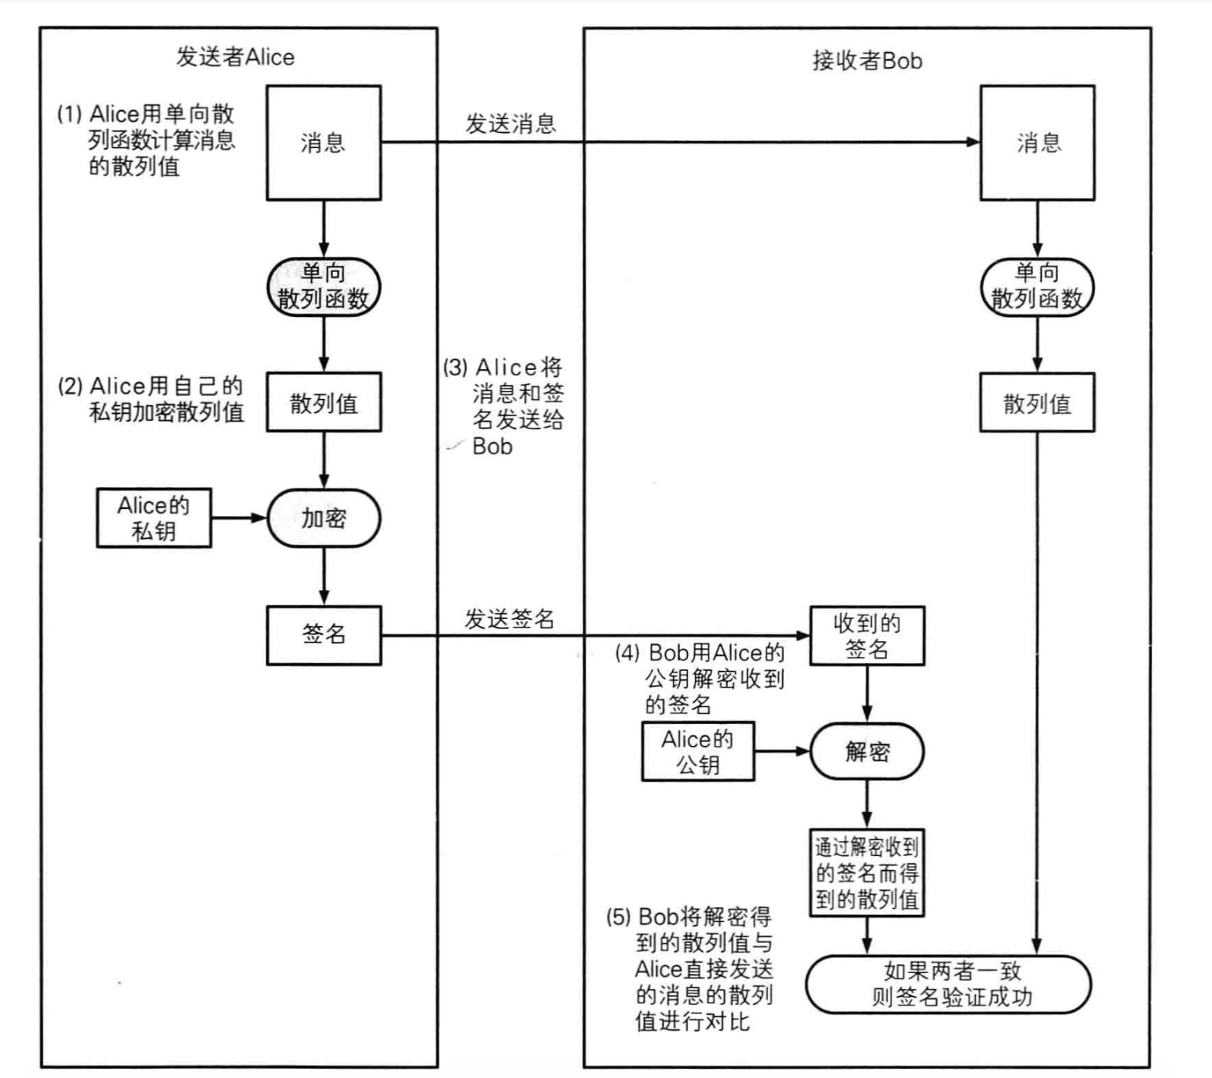 发送者Alice
接收者Bob
(1) Alice用单向散
列函数计算消息
的散列值
消息
发送消息
消息
单向
散列函数
单向
散列函数
(2) Alice用自己的
私钥加密散列值
散列值
(3) Alice将
消息和签
名发送给
Bob
散列值
Alice的
私钥
加密
签名
发送签名
收到的
签名
(4) Bob用Alice的
公钥解密收到
的签名
Alice的
公钥
解密
通过解密收到
的签名而得
到的散列值
(5) Bob将解密得
到的散列值与
Alice直接发送
的消息的散列
值进行对比
如果两者一致
则签名验证成功